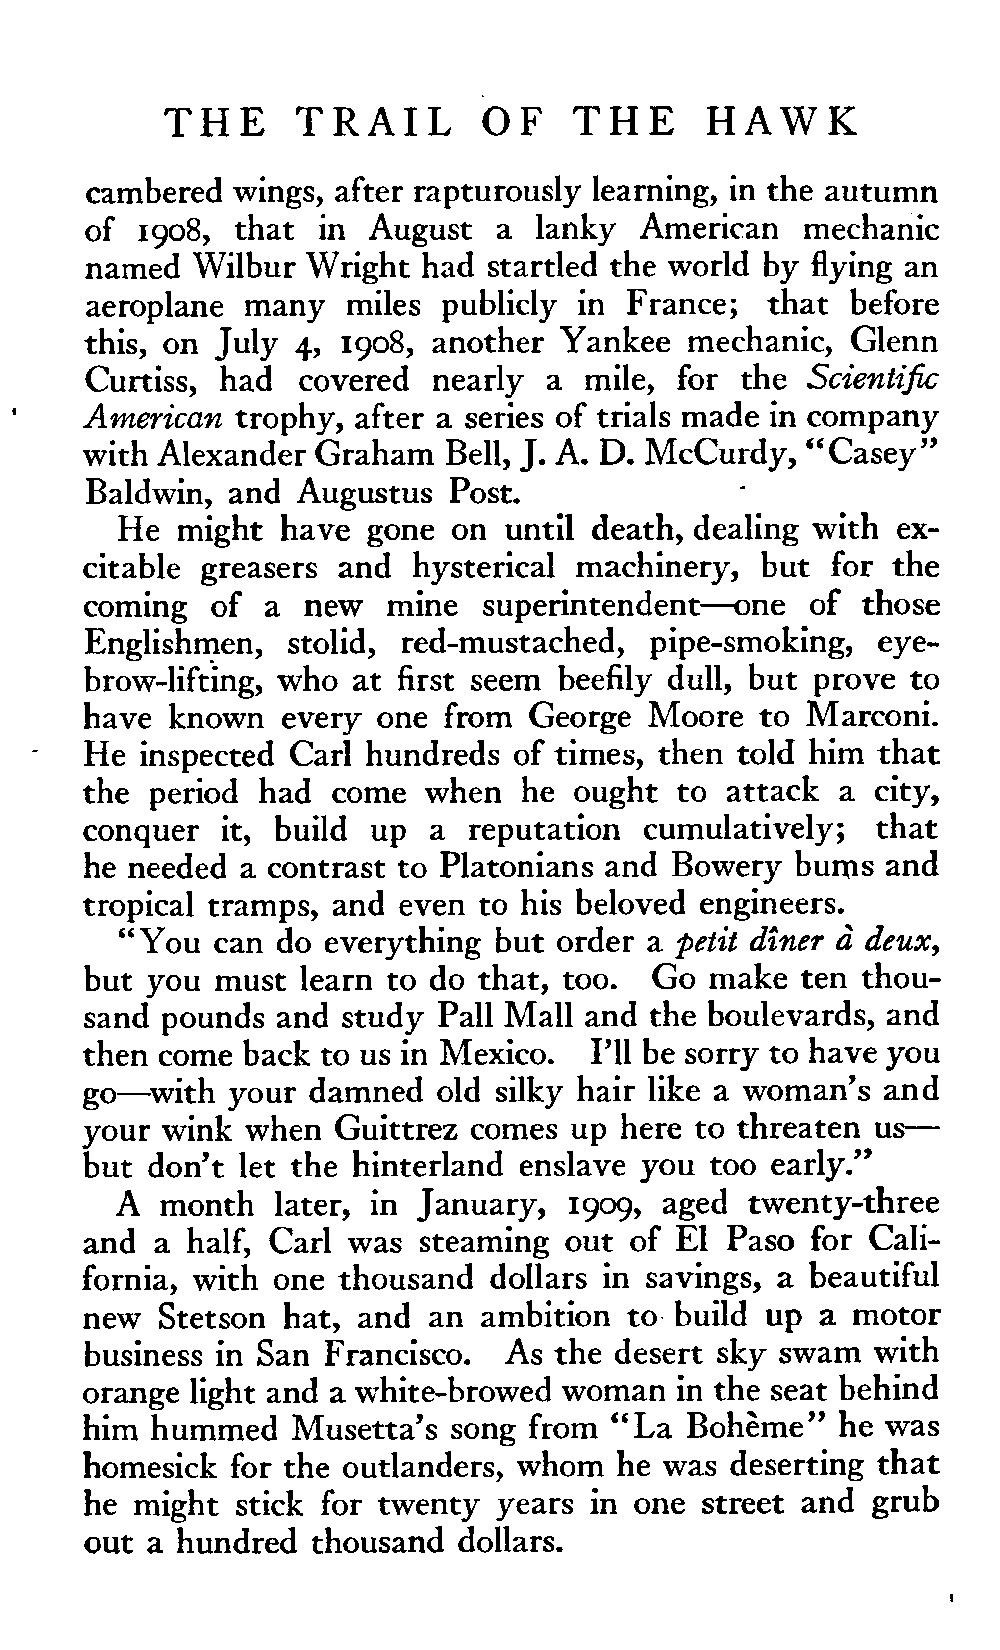 THE TRAIL OF THE HAWK
cambered wings, after rapturously learning, in the autumn
of 1908, that in August a lanky American mechanic
named Wilbur Wright had startled the world by flying an
aeroplane many miles publicly in France; that before
this, on July 4, 1908, another Yankee mechanic, Glenn
Curtiss, had covered nearly a mile, for the Scientific
American trophy, after a series of trials made in company
with Alexander Graham Bell, J. A. D. McCurdy, “Casey”
Baldwin, and Augustus Post.
He might have gone on until death, dealing with ex-
citable greasers and hysterical machinery, but for the
coming of a new mine superintendent—one of those
Englishmen, stolid, red-mustached, pipe-smoking, eye-
brow-lifting, who at first seem beefily dull, but prove to
have known every one from George Moore to Marconi.
He inspected Carl hundreds of times, then told him that
the period had come when he ought to attack a city,
conquer it, build up a reputation cumulatively; that
he needed a contrast to Platonians and Bowery bums and
tropical tramps, and even to his beloved engineers.
“You can do everything but order a petit dîner à deux,
but you must learn to do that, too. Go make ten thou-
sand pounds and study Pall Mall and the boulevards, and
then come back to us in Mexico. I’ll be sorry to have you
go—with your damned old silky hair like a woman’s and
your wink when Guittrez comes up here to threaten us—
but don’t let the hinterland enslave you too early.”
A month later, in January, 1909, aged twenty-three
and a half, Carl was steaming out of El Paso for Cali-
fornia, with one thousand dollars in savings, a beautiful
new Stetson hat, and an ambition to build up a motor
business in San Francisco. As the desert sky swam with
orange light and a white-browed woman in the seat behind
him hummed Musetta’s song from “La Bohème” he was
homesick for the outlanders, whom he was deserting that
he might stick for twenty years in one street and grub
out a hundred thousand dollars.